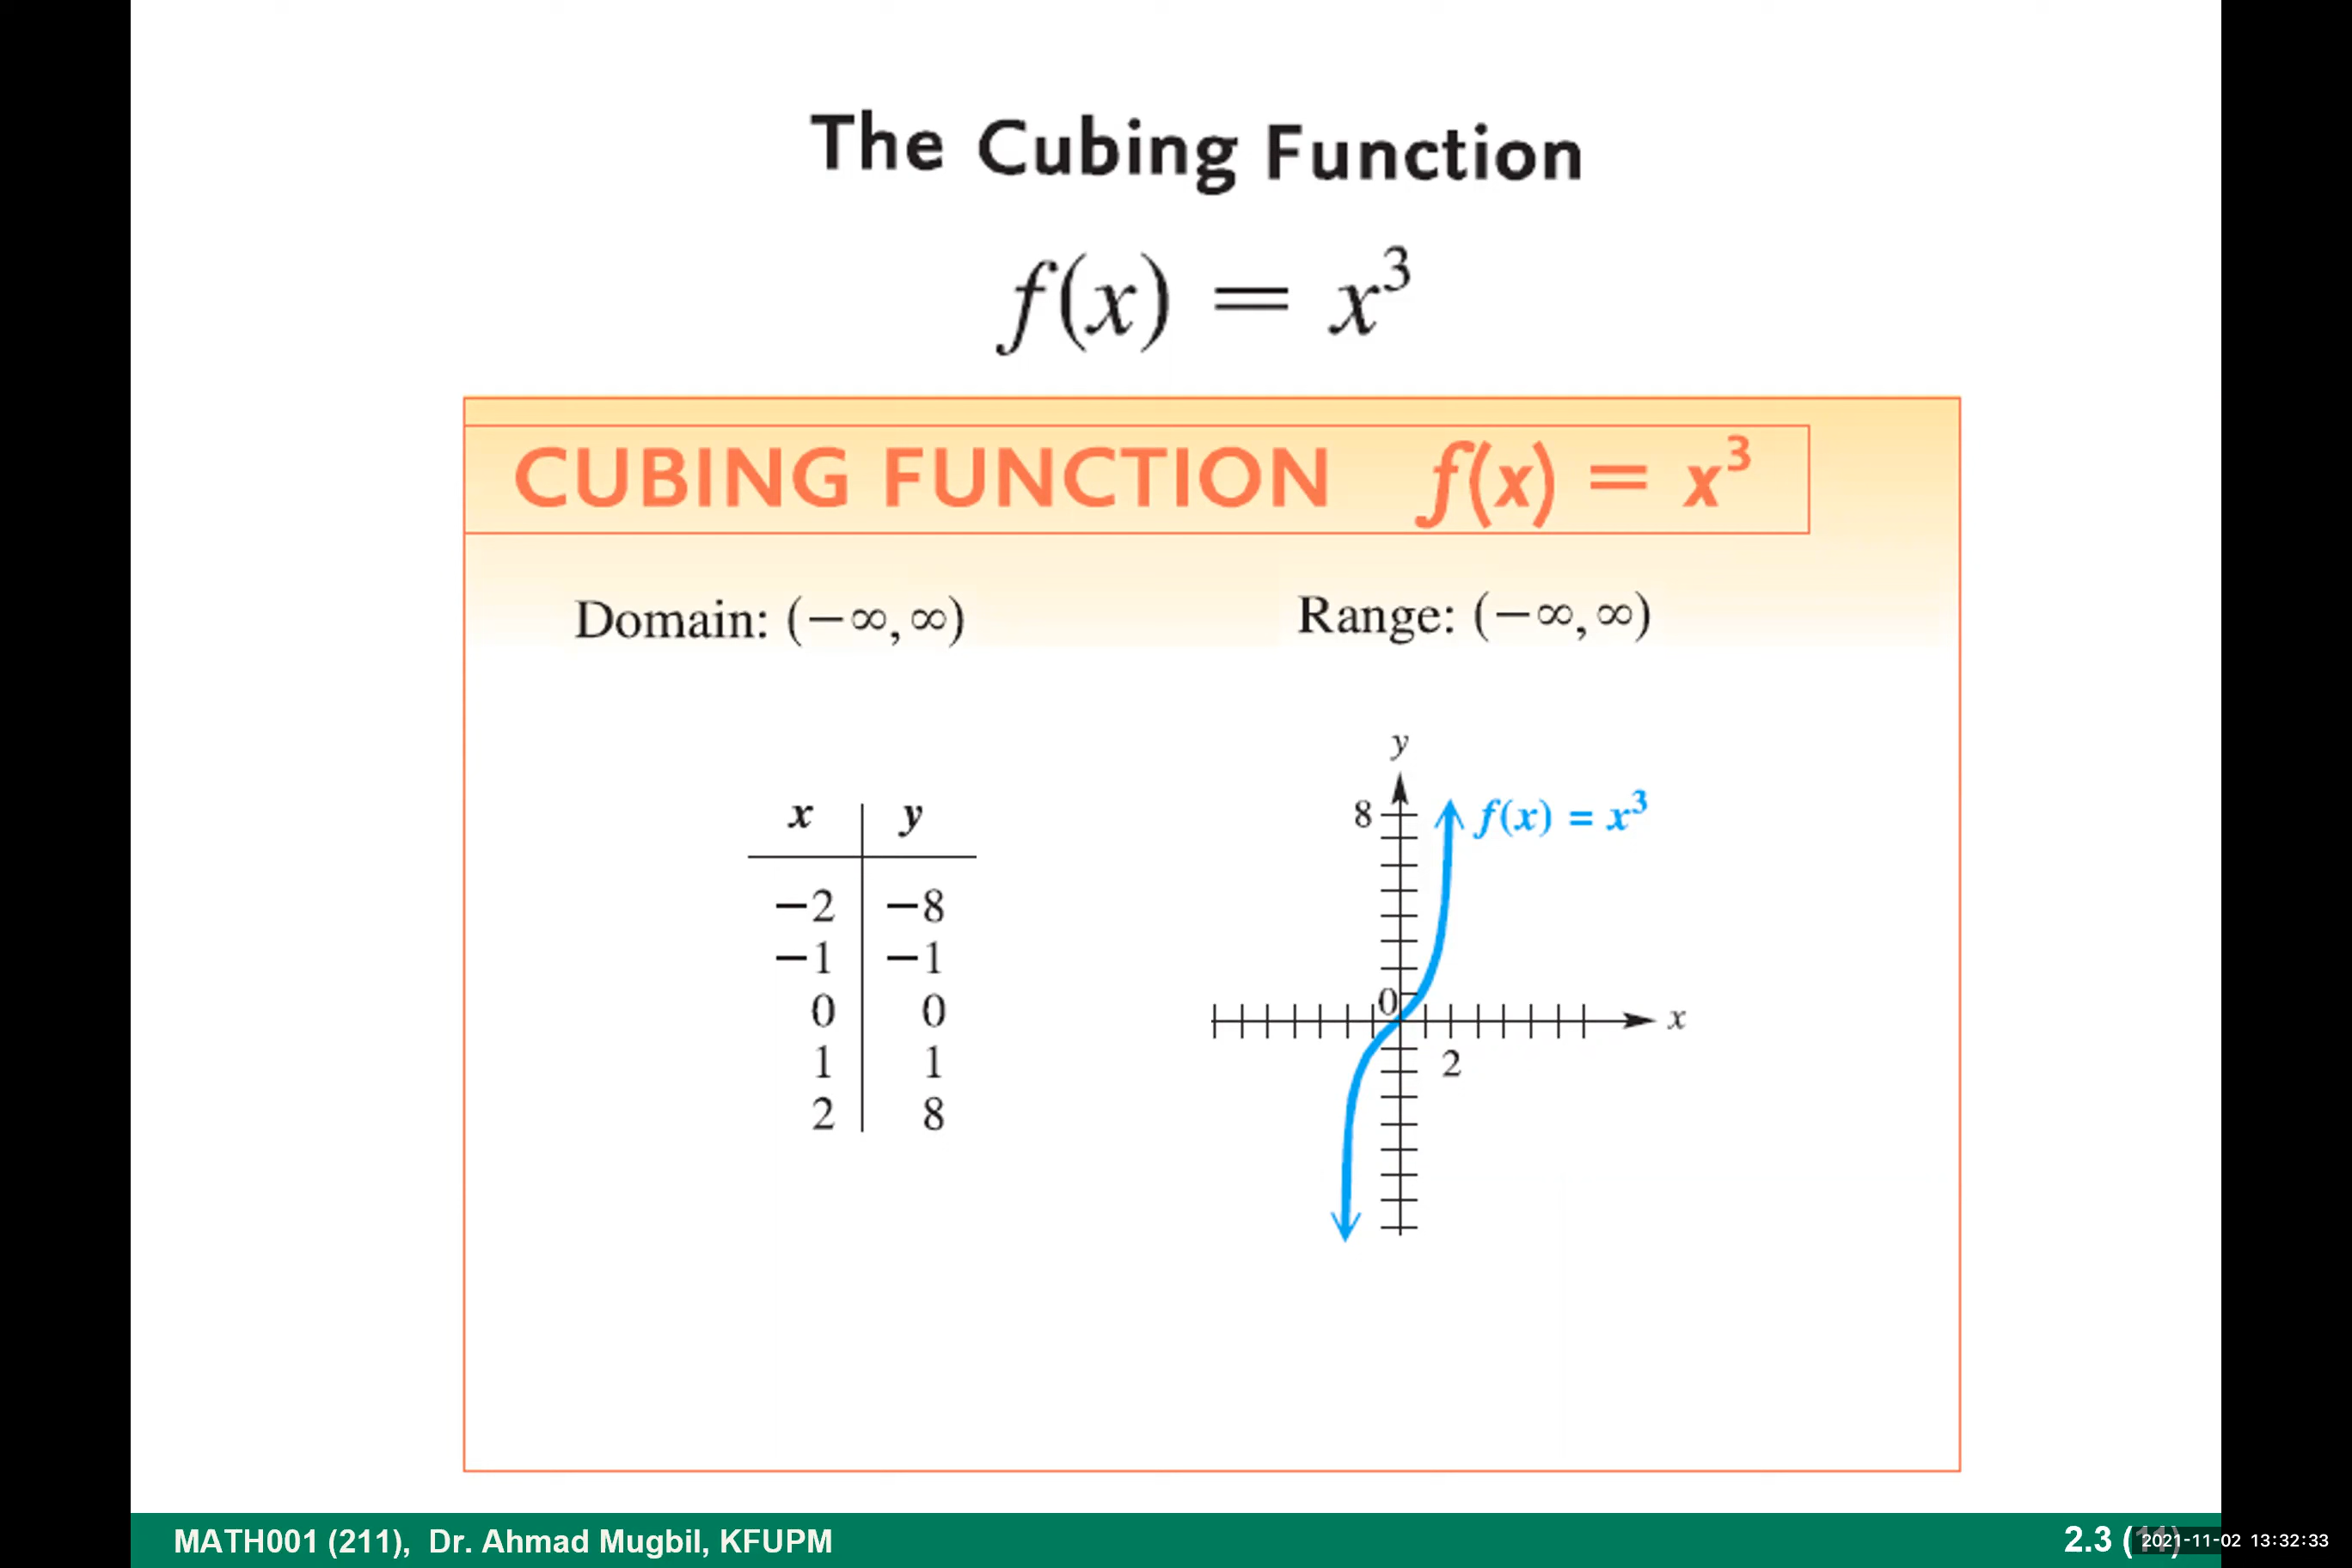 The Cubing Function
f(x) = x³
CUBING FUNCTION f(x) = x³
Domain: (−∞, ∞) Range: (−∞, ∞)
x y
−2 −8
−1 −1
0 0
1 1
2 8
y
8
f(x) = x³
0
x
2
MATH001 (211), Dr. Ahmad Mugbil, KFUPM
2.3 (11)
2021-11-02 13:32:33